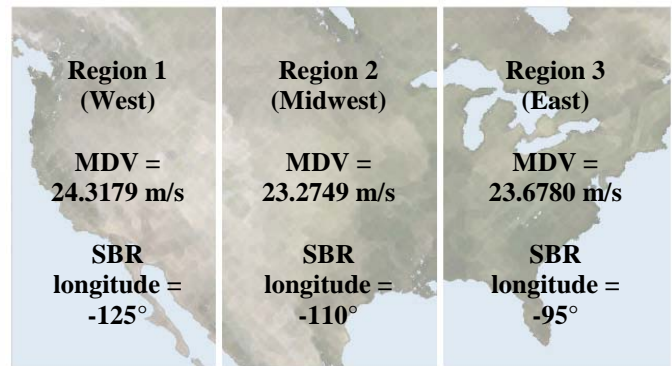 Region 1
(West)
MDV =
24.3179 m/s
SBR
longitude =
-125°
Region 2
(Midwest)
MDV =
23.2749 m/s
SBR
longitude =
-110°
Region 3
(East)
MDV =
23.6780 m/s
SBR
longitude =
-95°